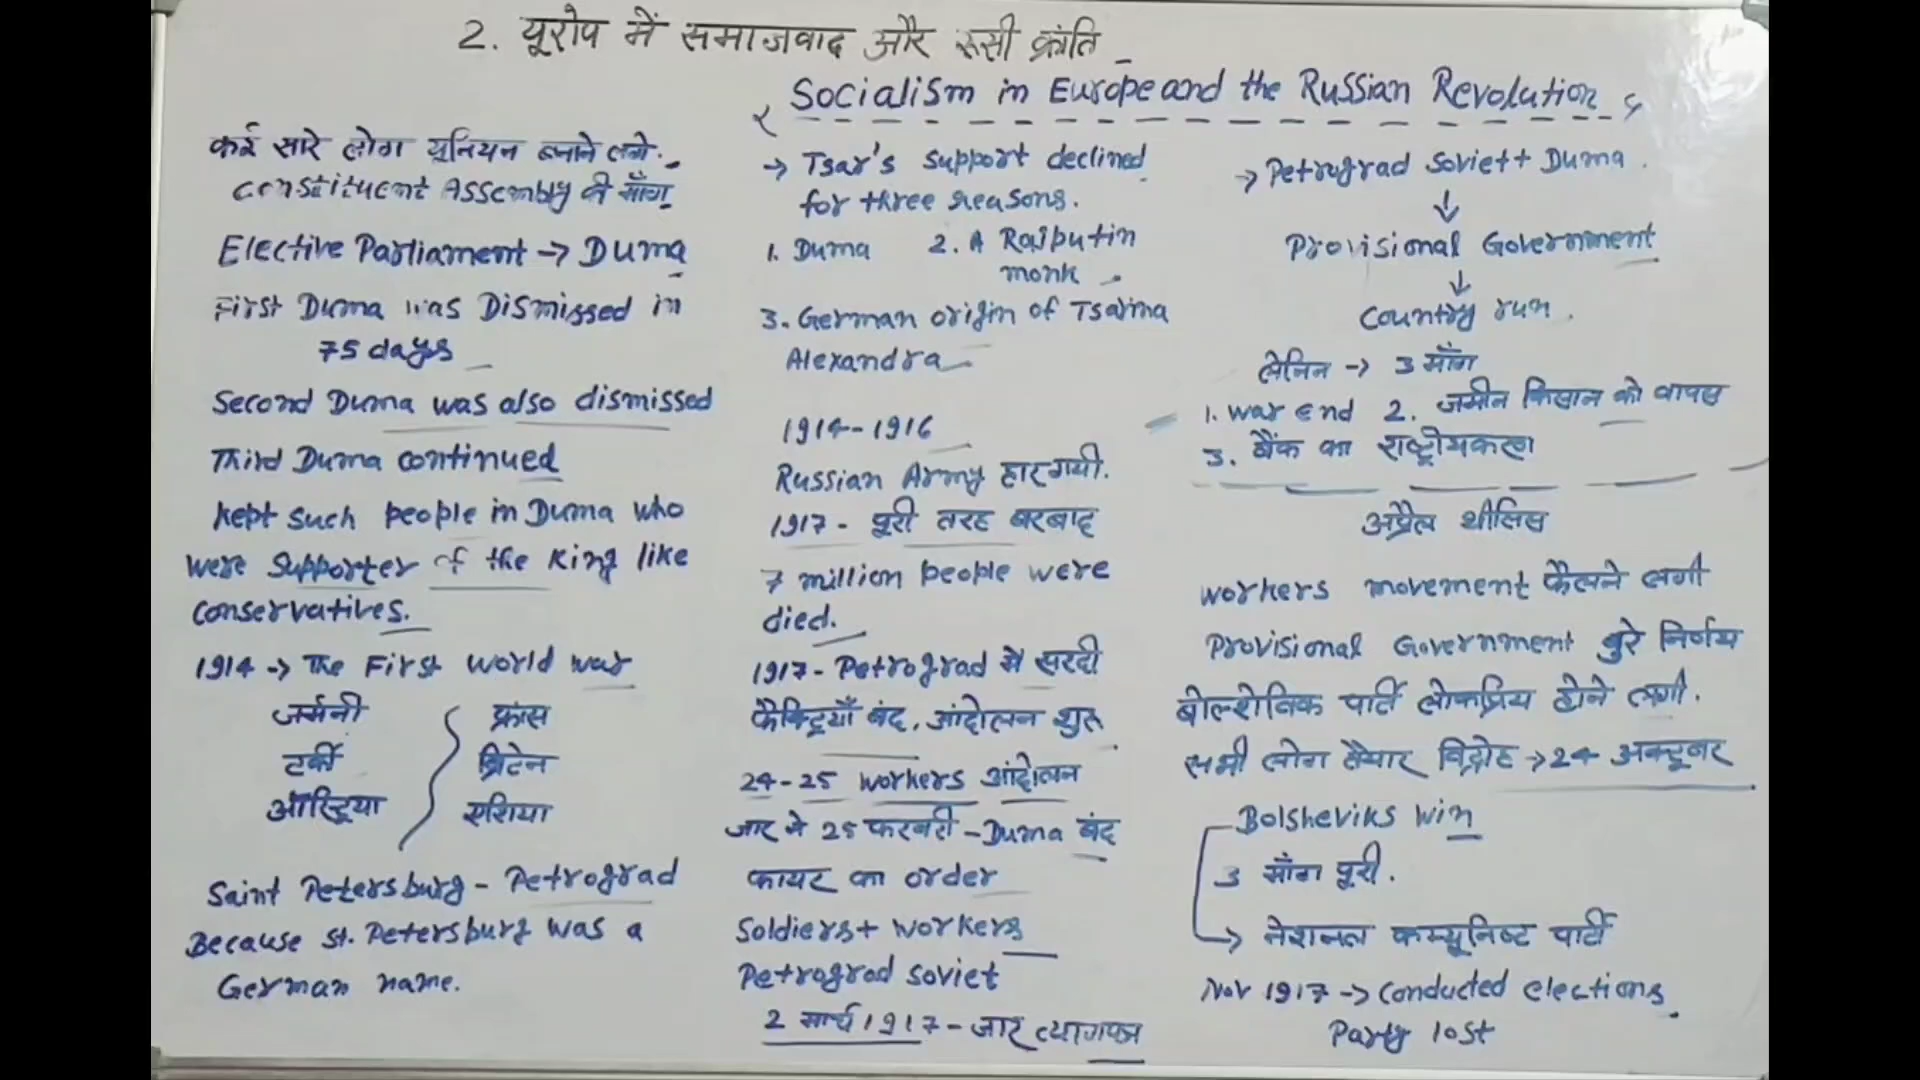 2. यूरोप में समाजवाद और रूसी क्रांति
Socialism in Europe and the Russian Revolution
कई सारे लोग यूनियन बनाने लगे.
constituent Assembly की माँग
Elective Parliament → Duma
First Duma was Dismissed in
75 days
Second Duma was also dismissed
Third Duma continued
kept such people in Duma who
were supporter of the king like
conservatives.
1914 → The First world war
जर्मनी फ्रांस
टर्की ब्रिटेन
ऑस्ट्रिया
Saint Petersburg - Petrograd
Because st. Petersburg was a
German name.
→ Tsar's support declined
for three reasons.
1. Duma 2. A Rasputin
monk
3. German origin of Tsarina
Alexandra
1914-1916
Russian Army हार गयी.
1917 - पूरी तरह बरबाद
7 million people were
died.
1917 - Petrograd में सरदी
फैक्ट्रियाँ बंद, आंदोलन शुरू
24-25 workers आंदोलन
जार ने 25 फरवरी - Duma बंद
फायर का order
Soldiers + workers
Petrograd soviet
2 मार्च 1917 - जार त्यागपत्र
→ Petrograd soviet + Duma
↓
Provisional Government
↓
Country run.
लेनिन → 3 माँग
1. war end 2. जमीन किसान को वापस
3. बैंक का
अप्रैल थीसिस
workers movement फैलने लगी
Provisional Government बुरे निर्णय
बोल्शेविक पार्टी लोकप्रिय होने लगी.
सभी लोग तैयार विद्रोह → 24 अक्टूबर
Bolsheviks win
3 माँग पूरी.
→ नेशनल कम्युनिष्ट पार्टी
Nov 1917 → conducted elections
Party lost